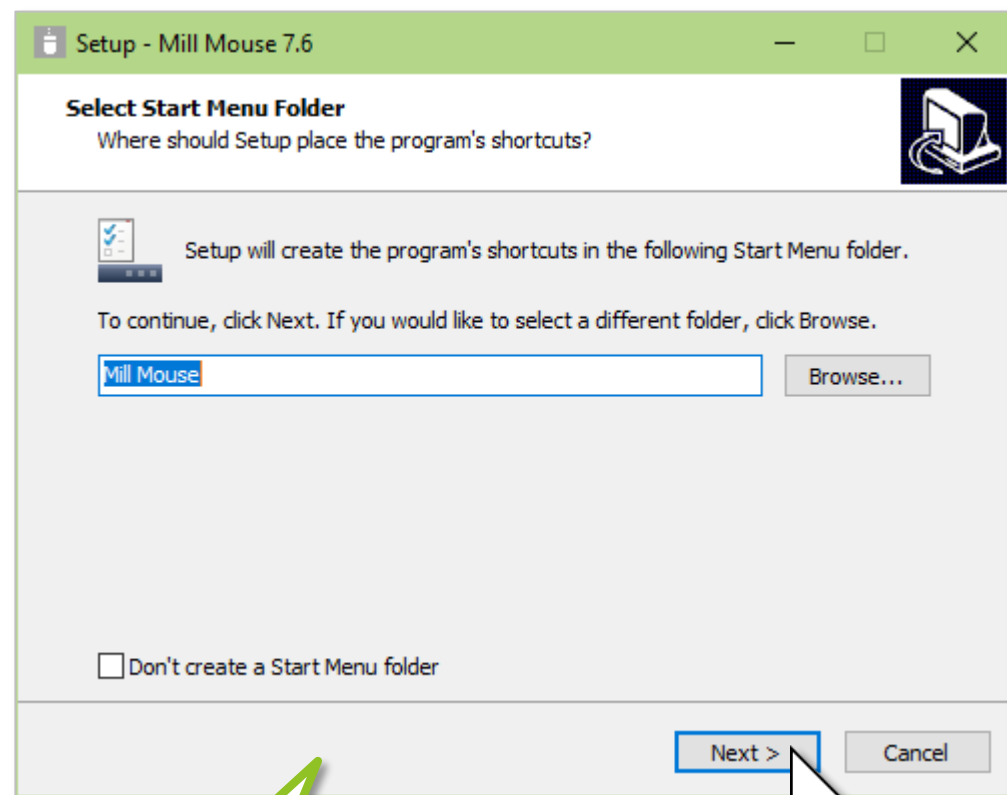 Setup - Mill Mouse 7.6
Select Start Menu Folder
Where should Setup place the program's shortcuts?
Setup will create the program's shortcuts in the following Start Menu folder.
To continue, click Next. If you would like to select a different folder, click Browse.
Mill Mouse
Browse...
Don't create a Start Menu folder
Next >
Cancel